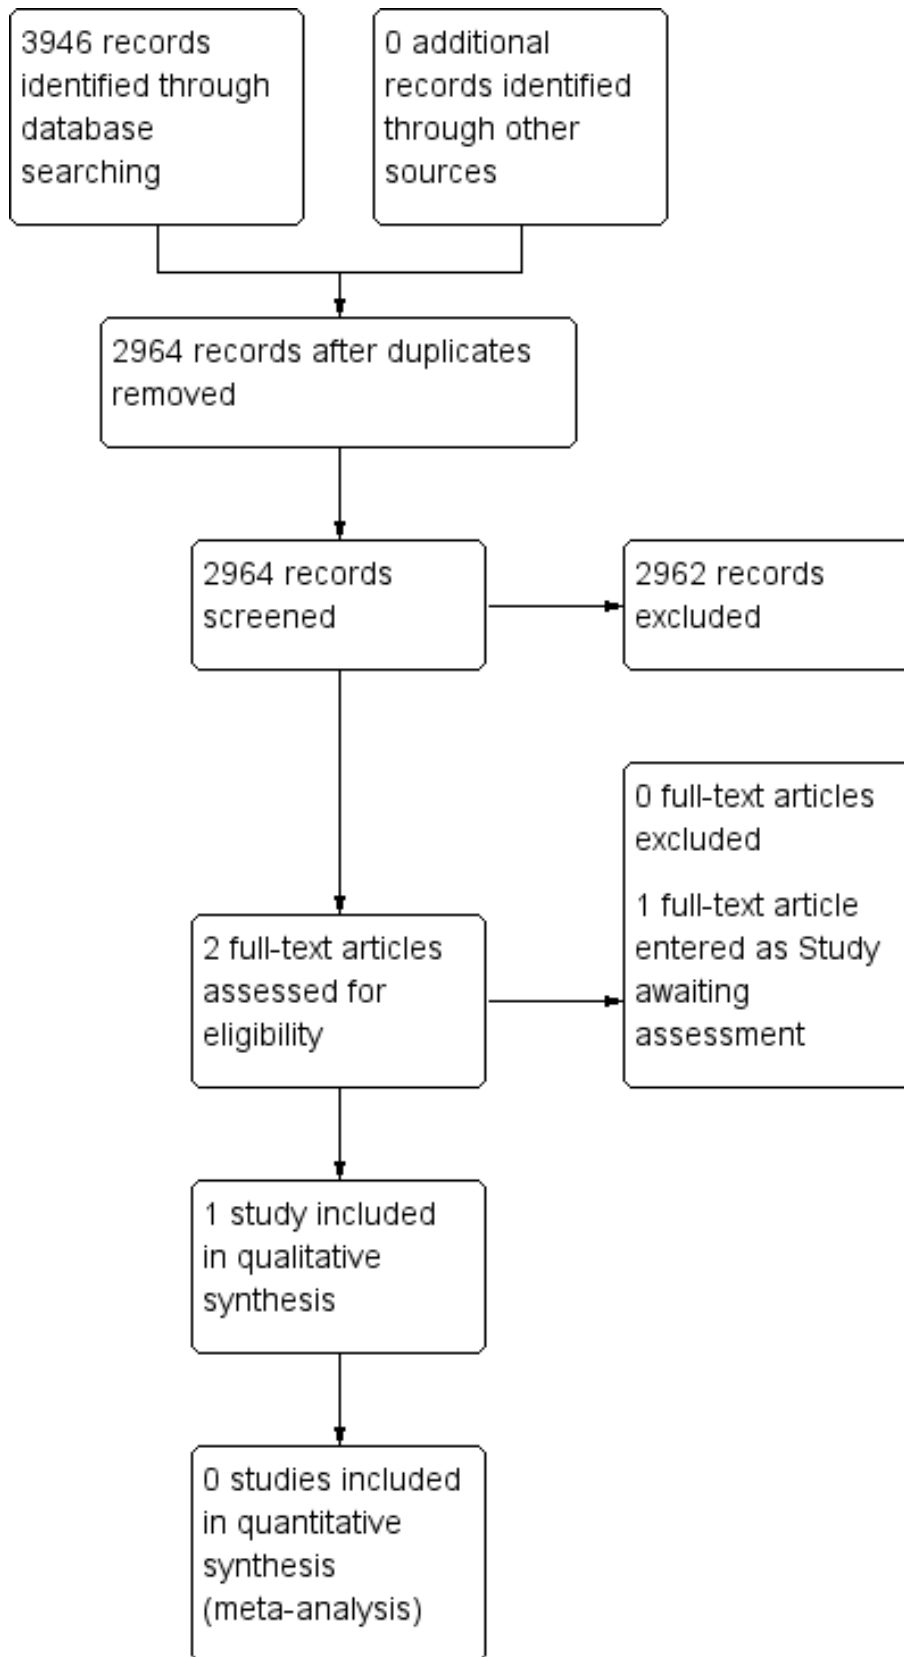 3946 records
identified through
database
searching
0 additional
records identified
through other
sources
2964 records after duplicates
removed
2964 records
screened
2962 records
excluded
2 full-text articles
assessed for
eligibility
0 full-text articles
excluded
1 full-text article
entered as Study
awaiting
assessment
1 study included
in qualitative
synthesis
0 studies included
in quantitative
synthesis
(meta-analysis)